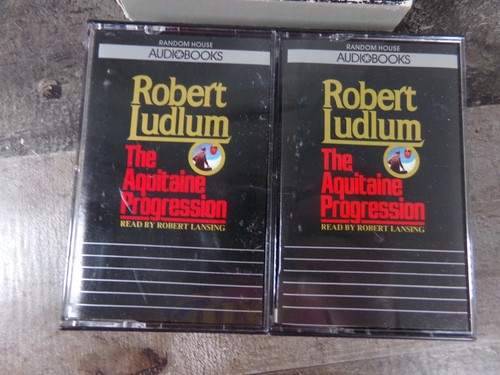 RANDOM HOUSE
AUDIOBOOKS
Robert
Ludlum
The
Aquitaine
Progression
READ BY ROBERT LANSING
RANDOM HOUSE
AUDIOBOOKS
Robert
Ludlum
The
Aquitaine
Progression
READ BY ROBERT LANSING